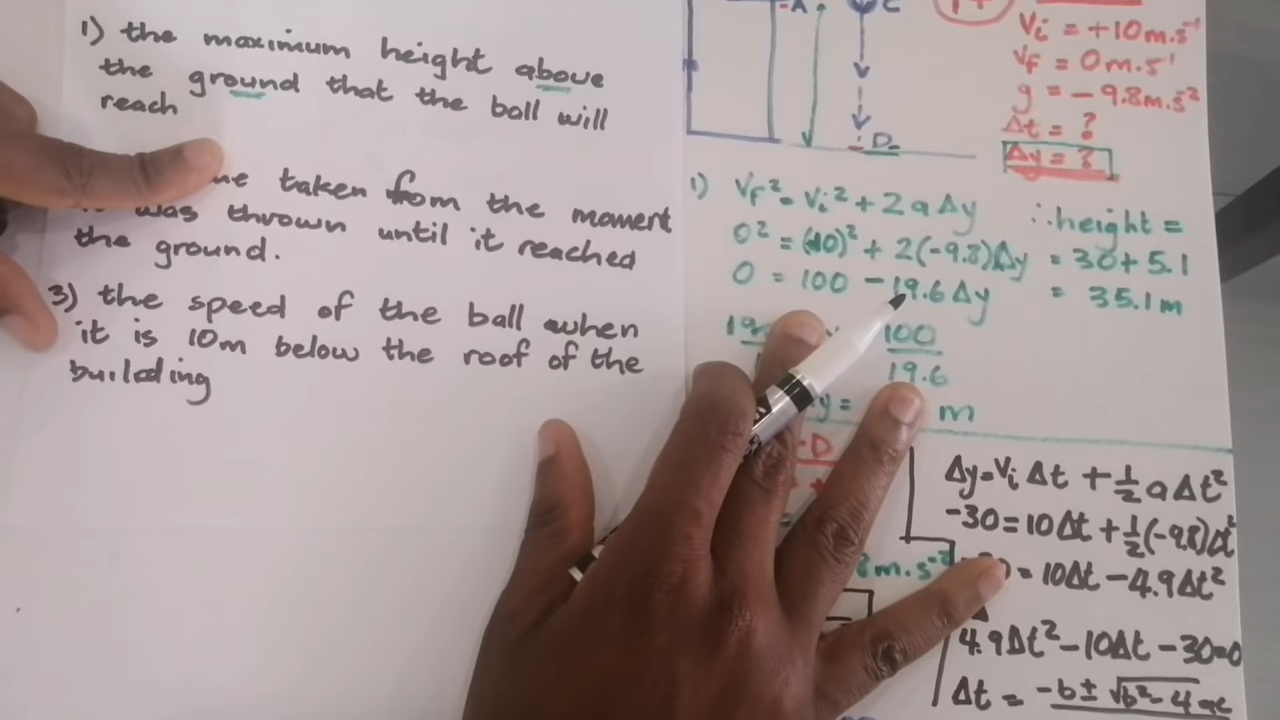 1) the maximum height above
the ground that the ball will
reach
taken from the moment
was thrown until it reached
the ground.
3) the speed of the ball when
it is 10m below the roof of the
building
A
C
D
Vi = +10m.s⁻¹
Vf = 0m.s⁻¹
g = -9.8m.s⁻²
Δt = ?
Δy = ?
1) Vf² = Vi² + 2aΔy
0² = (10)² + 2(-9.8)Δy
0 = 100 - 19.6Δy
100
19.6
m
∴ height =
= 30+5.1
= 35.1m
Δy = Vi Δt + ½ a Δt²
-30 = 10Δt + ½(-9.8)Δt²
= 10Δt - 4.9Δt²
4.9Δt² - 10Δt - 30 = 0
Δt = -b ± √b² - 4ac
-D
m.s⁻²